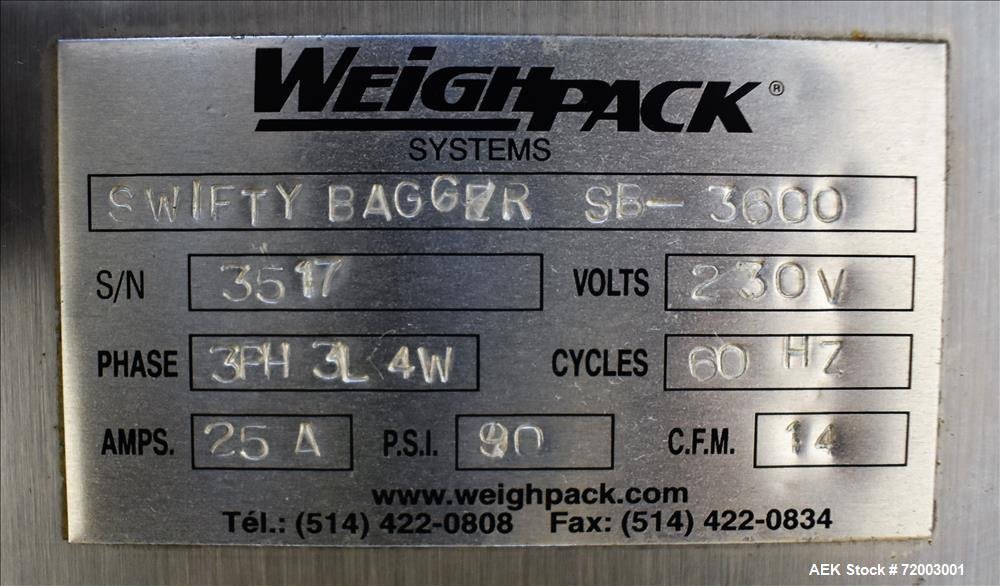 WEIGHPACK®
SYSTEMS
SWIFTY BAGGER SB-3600
S/N 3517 VOLTS 230V
PHASE 3PH 3L 4W CYCLES 60 HZ
AMPS. 25 A P.S.I. 90 C.F.M. 14
www.weighpack.com
Tél.: (514) 422-0808 Fax: (514) 422-0834
AEK Stock # 72003001